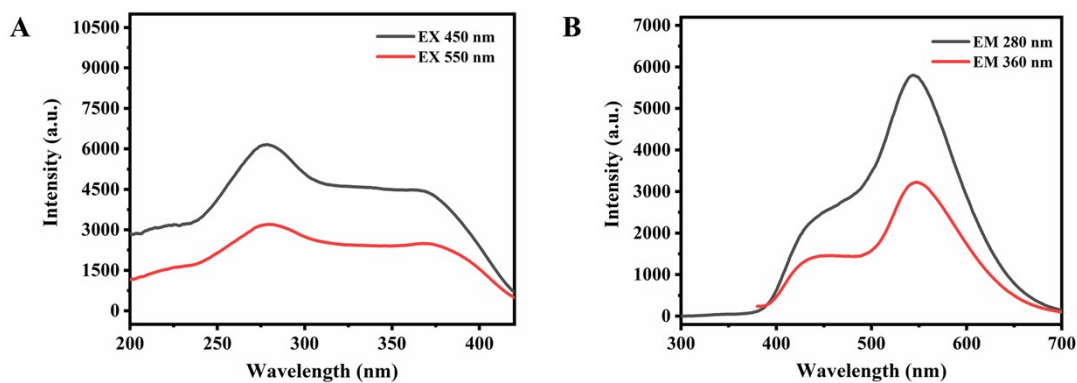 A
EX 450 nm
EX 550 nm
10500
9000
7500
6000
4500
3000
1500
0
Intensity (a.u.)
200
250
300
350
400
Wavelength (nm)
B
EM 280 nm
EM 360 nm
7000
6000
5000
4000
3000
2000
1000
0
Intensity (a.u.)
300
400
500
600
700
Wavelength (nm)